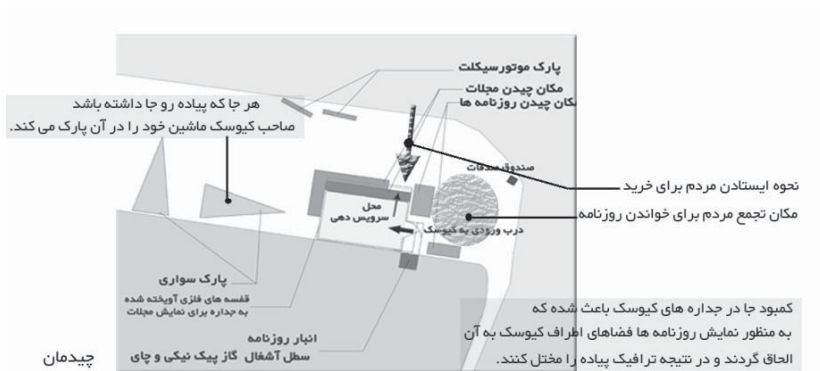 پارک موتورسیکلت
مکان چیدن مجلات
مکان چیدن روزنامه ها
هر جا که پیاده رو جا داشته باشد
صاحب کیوسک ماشین خود را در آن پارک می کند.
صندوق صدقات
نحوه ایستادن مردم برای خرید
مکان تجمع مردم برای خواندن روزنامه
محل
سرویس دهی
درب ورودی به کیوسک
پارک سواری
قفسه های فلزی آویخته شده
به جداره برای نمایش مجلات
انبار روزنامه
سطل آشغال گاز پیک نیکی و چای
کمبود جا در جداره های کیوسک باعث شده که
به منظور نمایش روزنامه ها فضاهای اطراف کیوسک به آن
الحاق گردند و در نتیجه ترافیک پیاده را مختل کنند.
چیدمان